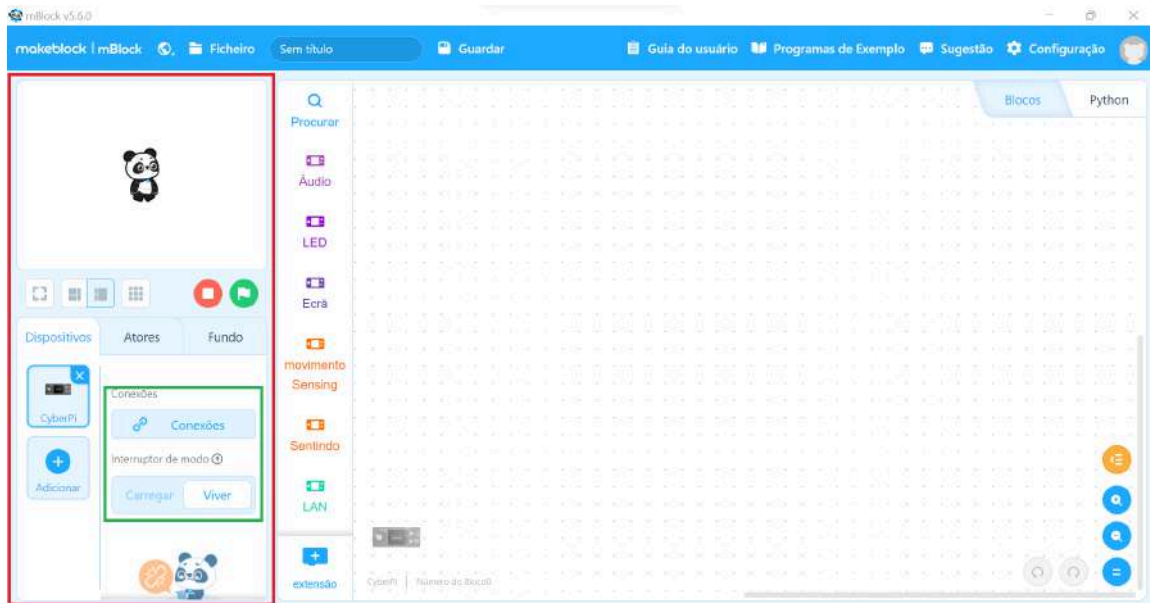 mBlock v5.6.0
makeblock | mBlock Ficheiro Sem título Guardar Guia do usuário Programas de Exemplo Sugestão Configuração
Blocos Python
Procurar
Áudio
LED
Ecrã
movimento
Sensing
Sentindo
LAN
extensão
Dispositivos Atores Fundo
CyberPi
Adicionar
Conexões
Conexões
Interruptor de modo
Carregar Viver
CyberPi